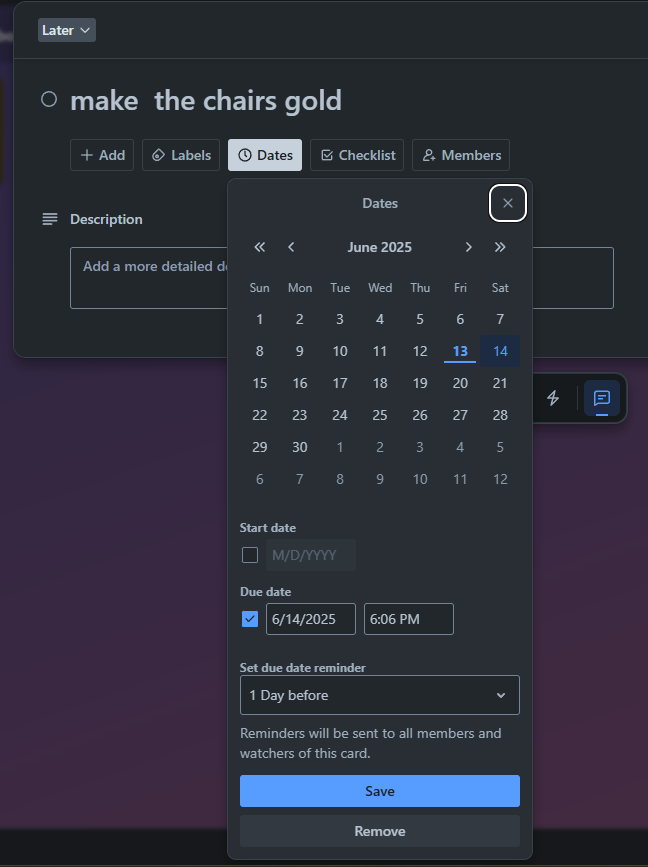 Later
make  the chairs gold
Add Labels Dates Checklist Members
Dates
Description
Add a more detailed
June 2025
Sun Mon Tue Wed Thu Fri Sat
1 2 3 4 5 6 7
8 9 10 11 12 13 14
15 16 17 18 19 20 21
22 23 24 25 26 27 28
29 30 1 2 3 4 5
6 7 8 9 10 11 12
Start date
M/D/YYYY
Due date
6/14/2025 6:06 PM
Set due date reminder
1 Day before
Reminders will be sent to all members and
watchers of this card.
Save
Remove